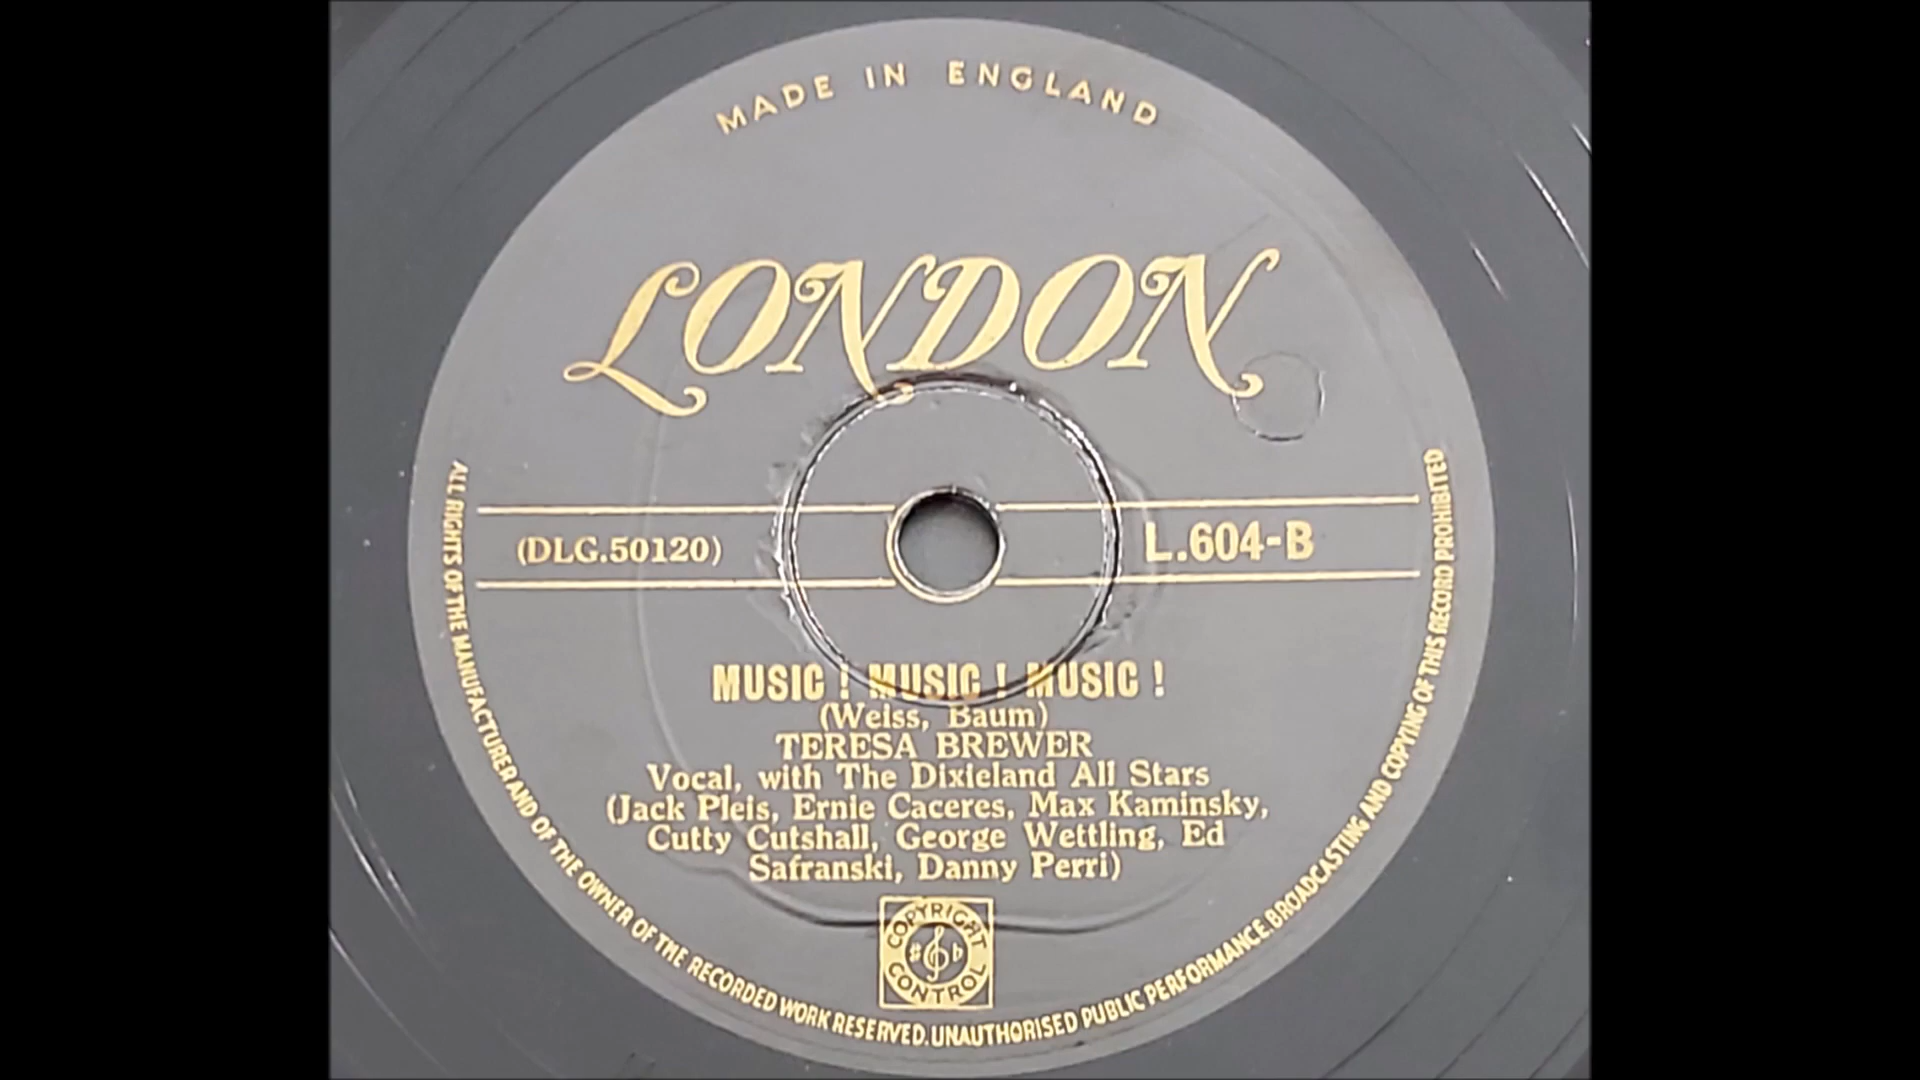 MADE IN ENGLAND
LONDON
(DLG.50120)
L.604-B
MUSIC ! MUSIC ! MUSIC !
(Weiss, Baum)
TERESA BREWER
Vocal, with The Dixieland All Stars
(Jack Pleis, Ernie Caceres, Max Kaminsky,
Cutty Cutshall, George Wettling, Ed
Safranski, Danny Perri)
COPYRIGHT
CONTROL
ALL RIGHTS OF THE MANUFACTURER AND OF THE OWNER OF THE RECORDED WORK RESERVED. UNAUTHORISED PUBLIC PERFORMANCE. BROADCASTING AND COPYING OF THIS RECORD PROHIBITED